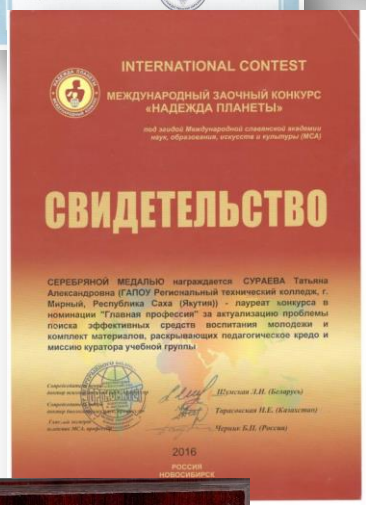 INTERNATIONAL CONTEST
МЕЖДУНАРОДНЫЙ ЗАОЧНЫЙ КОНКУРС
«НАДЕЖДА ПЛАНЕТЫ»
под эгидой Международной славянской академии
наук, образования, искусств и культуры (МСА)
СВИДЕТЕЛЬСТВО
СЕРЕБРЯНОЙ МЕДАЛЬЮ награждается СУРАЕВА Татьяна
Александровна (ГАПОУ Региональный технический колледж, г.
Мирный, Республика Саха (Якутия)) - лауреат конкурса в
номинации "Главная профессия" за актуализацию проблемы
поиска эффективных средств воспитания молодежи и
комплект материалов, раскрывающих педагогическое кредо и
миссию куратора учебной группы
Шумская Л.И. (Беларусь)
Тарасовская Н.Е. (Казахстан)
Черник Б.П. (Россия)
2016
РОССИЯ
НОВОСИБИРСК